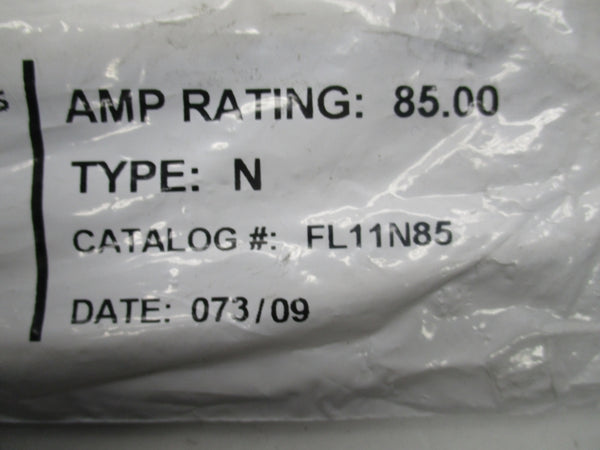 AMP RATING: 85.00
TYPE: N
CATALOG #: FL11N85
DATE: 073/09